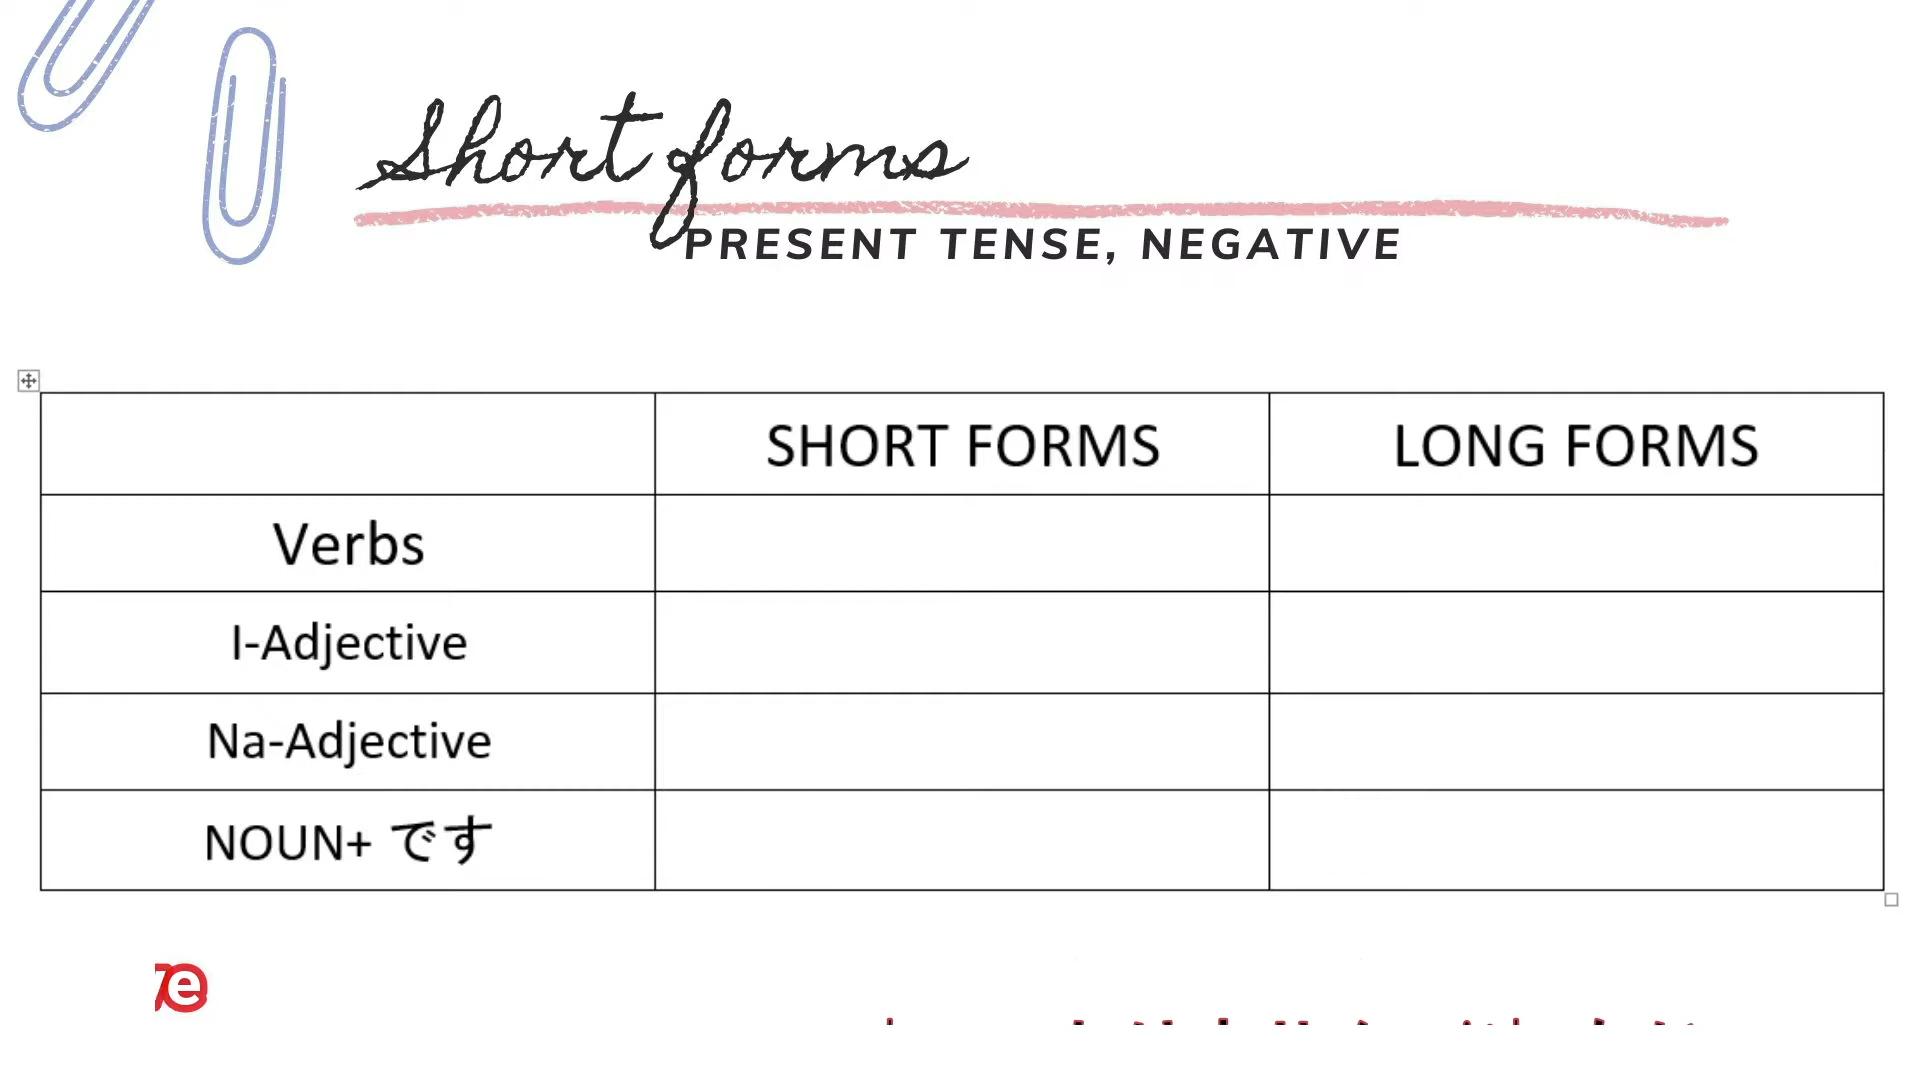 Short forms
PRESENT TENSE, NEGATIVE
SHORT FORMS LONG FORMS
Verbs
I-Adjective
Na-Adjective
NOUN+ です